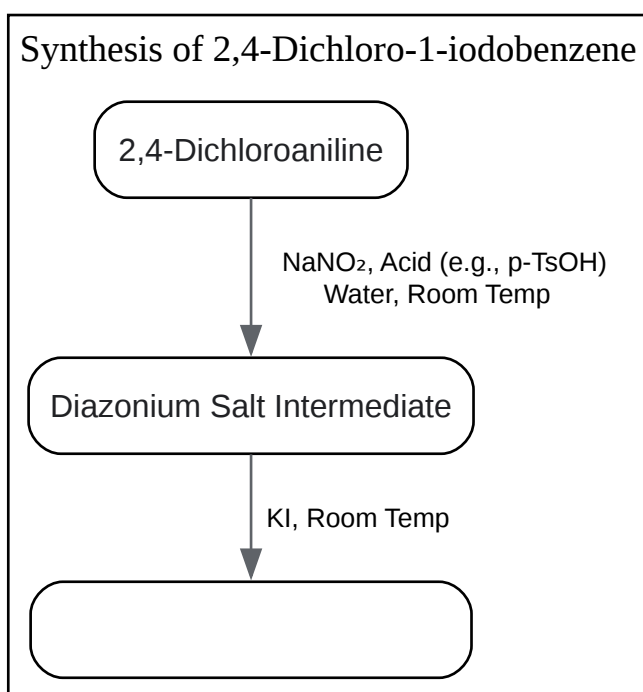 Synthesis of 2,4-Dichloro-1-iodobenzene
2,4-Dichloroaniline
NaNO₂, Acid (e.g., p-TsOH)
Water, Room Temp
Diazonium Salt Intermediate
KI, Room Temp